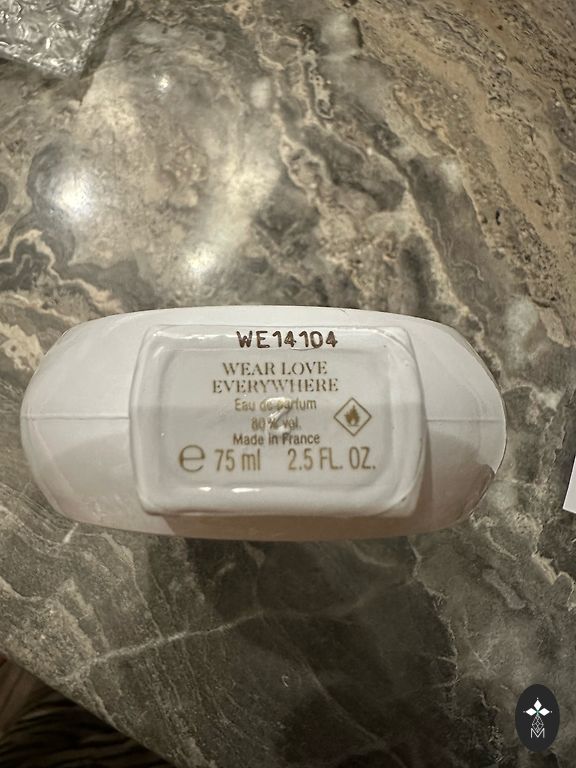 WE14104
WEAR LOVE
EVERYWHERE
Eau de parfum
80% vol.
Made in France
e 75 ml 2.5 FL. OZ.
M